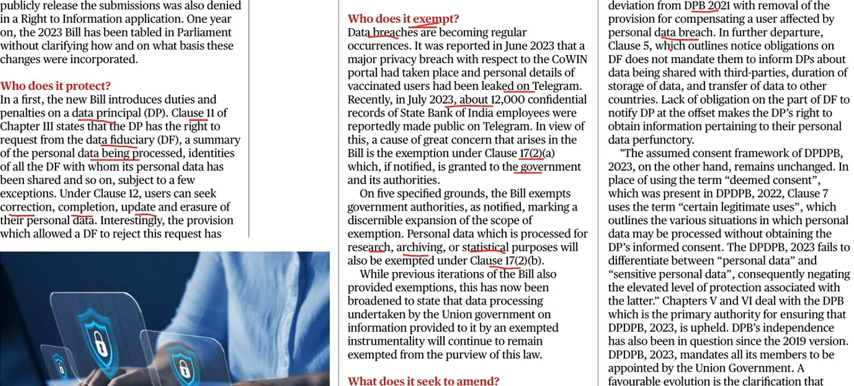 publicly release the submissions was also denied
in a Right to Information application. One year
on, the 2023 Bill has been tabled in Parliament
without clarifying how and on what basis these
changes were incorporated.
Who does it protect?
In a first, the new Bill introduces duties and
penalties on a data principal (DP). Clause 11 of
Chapter III states that the DP has the right to
request from the data fiduciary (DF), a summary
of the personal data being processed, identities
of all the DF with whom its personal data has
been shared and so on, subject to a few
exceptions. Under Clause 12, users can seek
correction, completion, update and erasure of
their personal data. Interestingly, the provision
which allowed a DF to reject this request has
Who does it exempt?
Data breaches are becoming regular
occurrences. It was reported in June 2023 that a
major privacy breach with respect to the CoWIN
portal had taken place and personal details of
vaccinated users had been leaked on Telegram.
Recently, in July 2023, about 12,000 confidential
records of State Bank of India employees were
reportedly made public on Telegram. In view of
this, a cause of great concern that arises in the
Bill is the exemption under Clause 17(2)(a)
which, if notified, is granted to the government
and its authorities.
On five specified grounds, the Bill exempts
government authorities, as notified, marking a
discernible expansion of the scope of
exemption. Personal data which is processed for
research, archiving, or statistical purposes will
also be exempted under Clause 17(2)(b).
While previous iterations of the Bill also
provided exemptions, this has now been
broadened to state that data processing
undertaken by the Union government on
information provided to it by an exempted
instrumentality will continue to remain
exempted from the purview of this law.
What does it seek to amend?
deviation from DPB 2021 with removal of the
provision for compensating a user affected by
personal data breach. In further departure,
Clause 5, which outlines notice obligations on
DF does not mandate them to inform DPs about
data being shared with third-parties, duration of
storage of data, and transfer of data to other
countries. Lack of obligation on the part of DF to
notify DP at the offset makes the DP's right to
obtain information pertaining to their personal
data perfunctory.
"The assumed consent framework of DPDPB,
2023, on the other hand, remains unchanged. In
place of using the term "deemed consent",
which was present in DPDPB, 2022, Clause 7
uses the term "certain legitimate uses", which
outlines the various situations in which personal
data may be processed without obtaining the
DP's informed consent. The DPDPB, 2023 fails to
differentiate between "personal data" and
"sensitive personal data", consequently negating
the elevated level of protection associated with
the latter." Chapters V and VI deal with the DPB
which is the primary authority for ensuring that
DPDPB, 2023, is upheld. DPB's independence
has also been in question since the 2019 version.
DPDPB, 2023, mandates all its members to be
appointed by the Union Government. A
favourable evolution is the clarification that